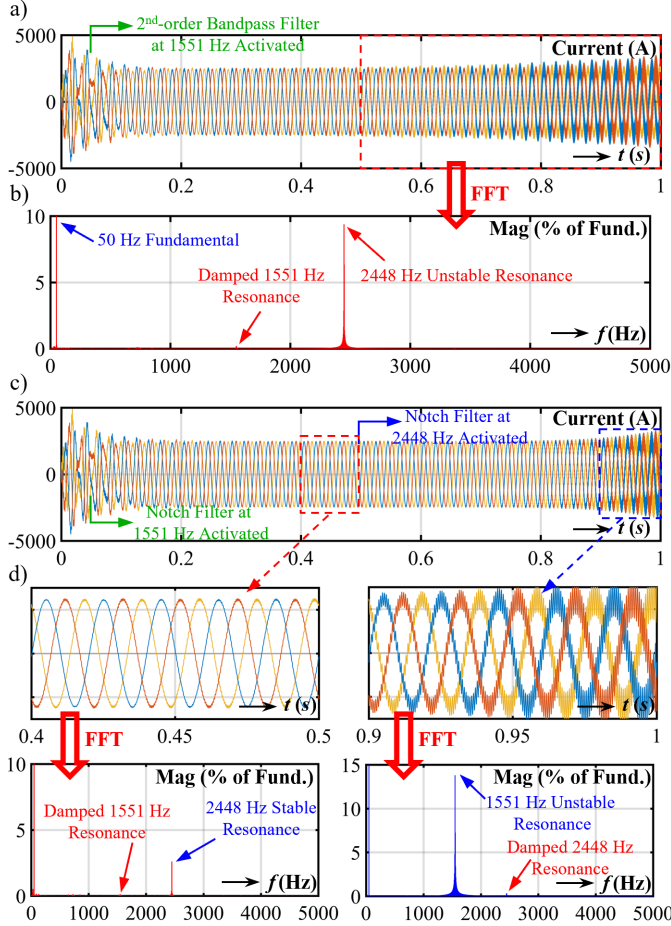 a)
5000
0
-5000
2nd-order Bandpass Filter
at 1551 Hz Activated
Current (A)
t (s)
0 0.2 0.4 0.6 0.8 1
FFT
b)
10
5
0
Mag (% of Fund.)
50 Hz Fundamental
Damped 1551 Hz
Resonance
2448 Hz Unstable Resonance
f(Hz)
0 1000 2000 3000 4000 5000
c)
5000
0
-5000
Notch Filter at
2448 Hz Activated
Current (A)
Notch Filter at
1551 Hz Activated
t (s)
0 0.2 0.4 0.6 0.8 1
d)
t (s)
0.4 0.45 0.5
t (s)
0.9 0.95 1
FFT
FFT
10
5
0
Mag (% of Fund.)
Damped 1551 Hz
Resonance
2448 Hz Stable
Resonance
f(Hz)
0 1000 2000 3000 4000 5000
15
10
5
0
Mag (% of Fund.)
1551 Hz Unstable
Resonance
Damped 2448 Hz
Resonance
f(Hz)
0 1000 2000 3000 4000 5000